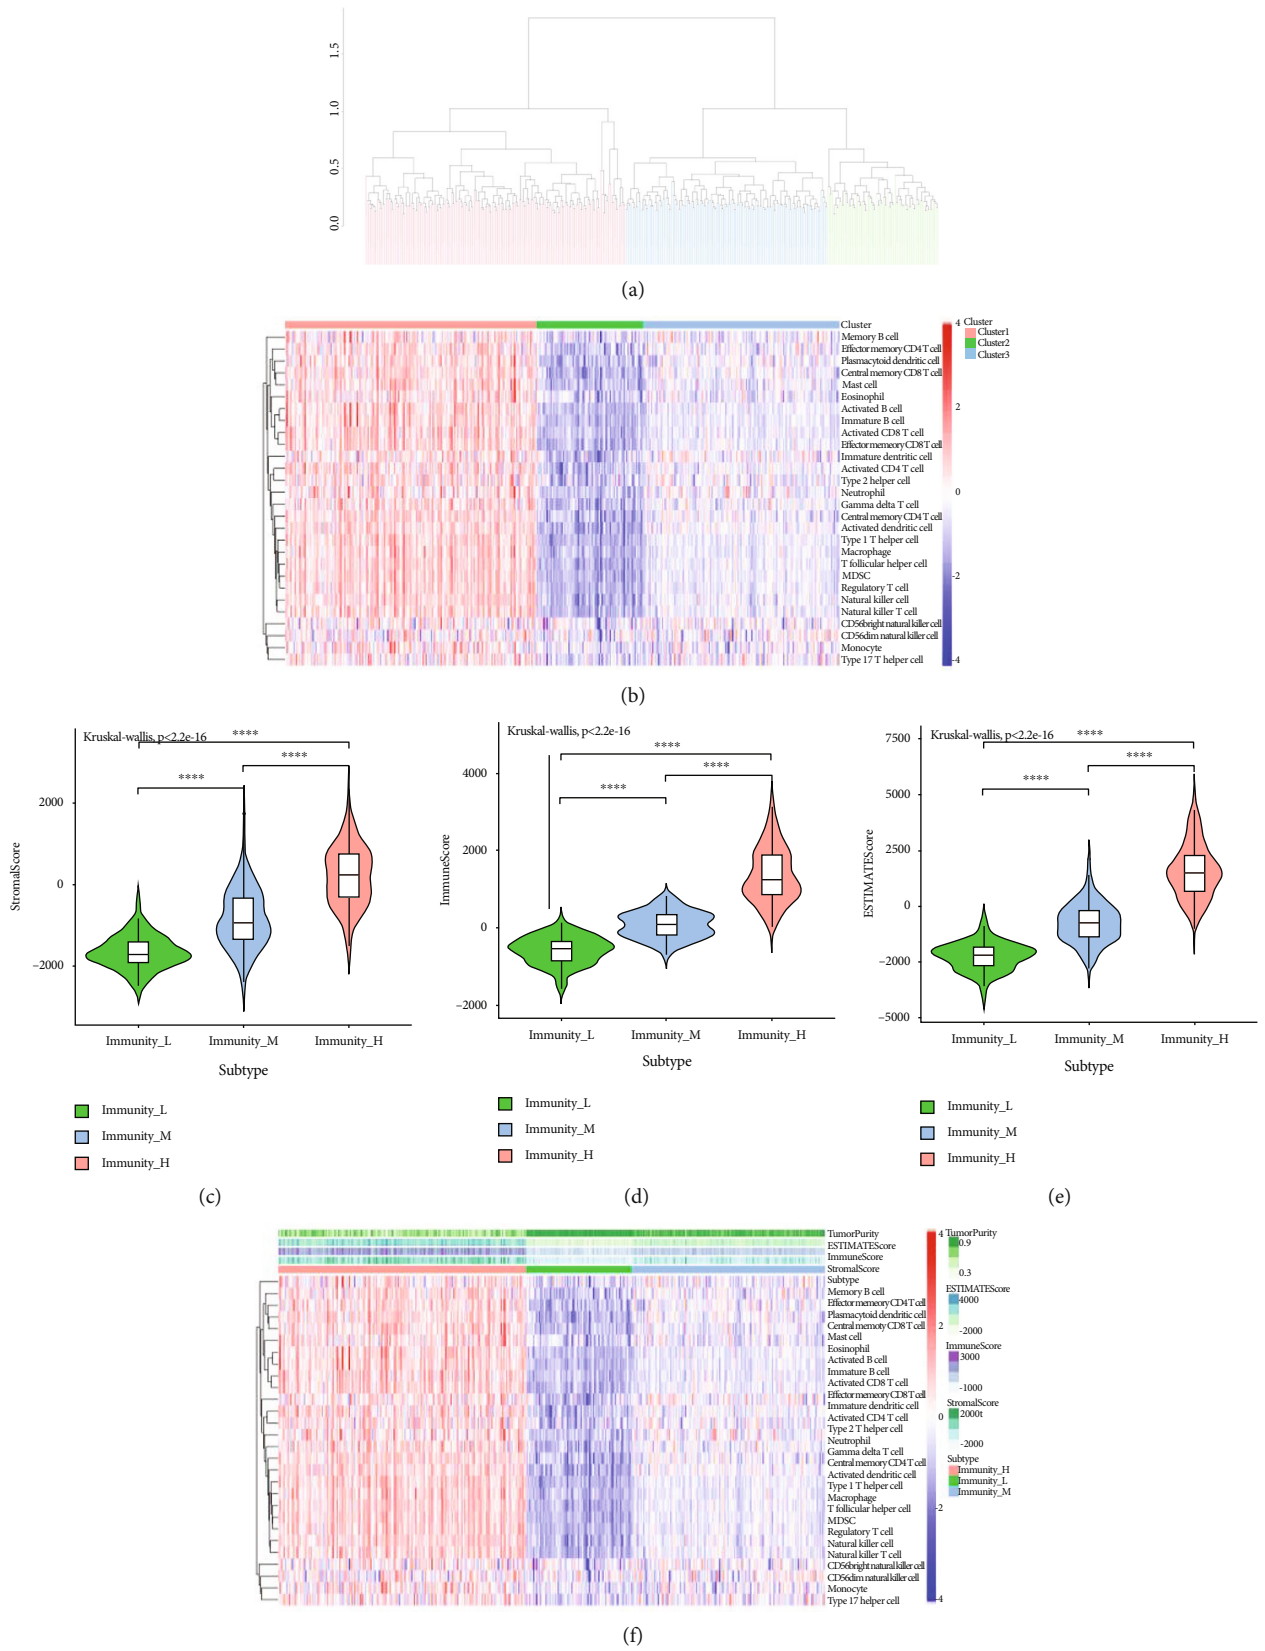 1.5
1.0
0.5
0.0
(a)
Cluster
Memory B cell
Effector memory CD4 T cell
Plasmacytoid dendritic cell
Central memory CD8 T cell
Mast cell
Eosinophil
Activated B cell
Immature B cell
Activated CD8 T cell
Effector memeory CD8 T cell
Immature dentritic cell
Activated CD4 T cell
Type 2 helper cell
Neutrophil
Gamma delta T cell
Central memory CD4 T cell
Activated dendritic cell
Type 1 T helper cell
Macrophage
T follicular helper cell
MDSC
Regulatory T cell
Natural killer cell
Natural killer T cell
CD56bright natural killer cell
CD56dim natural killer cell
Monocyte
Type 17 T helper cell
4
2
0
-2
-4
Cluster
Cluster1
Cluster2
Cluster3
(b)
Kruskal-wallis, p<2.2e-16
****
****
****
StromalScore
2000
0
−2000
Immunity_L Immunity_M Immunity_H
Subtype
Immunity_L
Immunity_M
Immunity_H
(c)
Kruskal-wallis, p<2.2e-16
****
****
****
ImmuneScore
4000
2000
0
−2000
Immunity_L Immunity_M Immunity_H
Subtype
Immunity_L
Immunity_M
Immunity_H
(d)
Kruskal-wallis, p<2.2e-16
****
****
****
ESTIMATEScore
7500
5000
2500
0
−2000
−5000
Immunity_L Immunity_M Immunity_H
Subtype
Immunity_L
Immunity_M
Immunity_H
(e)
TumorPurity
ESTIMATEScore
ImmuneScore
StromalScore
Subtype
Memory B cell
Effector memeory CD4 T cell
Plasmacytoid dendritic cell
Central memoty CD8 T cell
Mast cell
Eosinophil
Activated B cell
Immature B cell
Activated CD8 T cell
Effector memeory CD8 T cell
Immature dendritic cell
Activated CD4 T cell
Type 2 T helper cell
Neutrophil
Gamma delta T cell
Central memory CD4 T cell
Activated dendritic cell
Type 1 T helper cell
Macrophage
T follicular helper cell
MDSC
Regulatory T cell
Natural killer cell
Natural killer T cell
CD56bright natural killer cell
CD56dim natural killer cell
Monocyte
Type 17 helper cell
4
2
0
-2
-4
TumorPurity
0.9
0.3
ESTIMATEScore
4000
-2000
ImmuneScore
3000
-1000
StromalScore
2000t
-2000
Subtype
Immunity_H
Immunity_L
Immunity_M
(f)